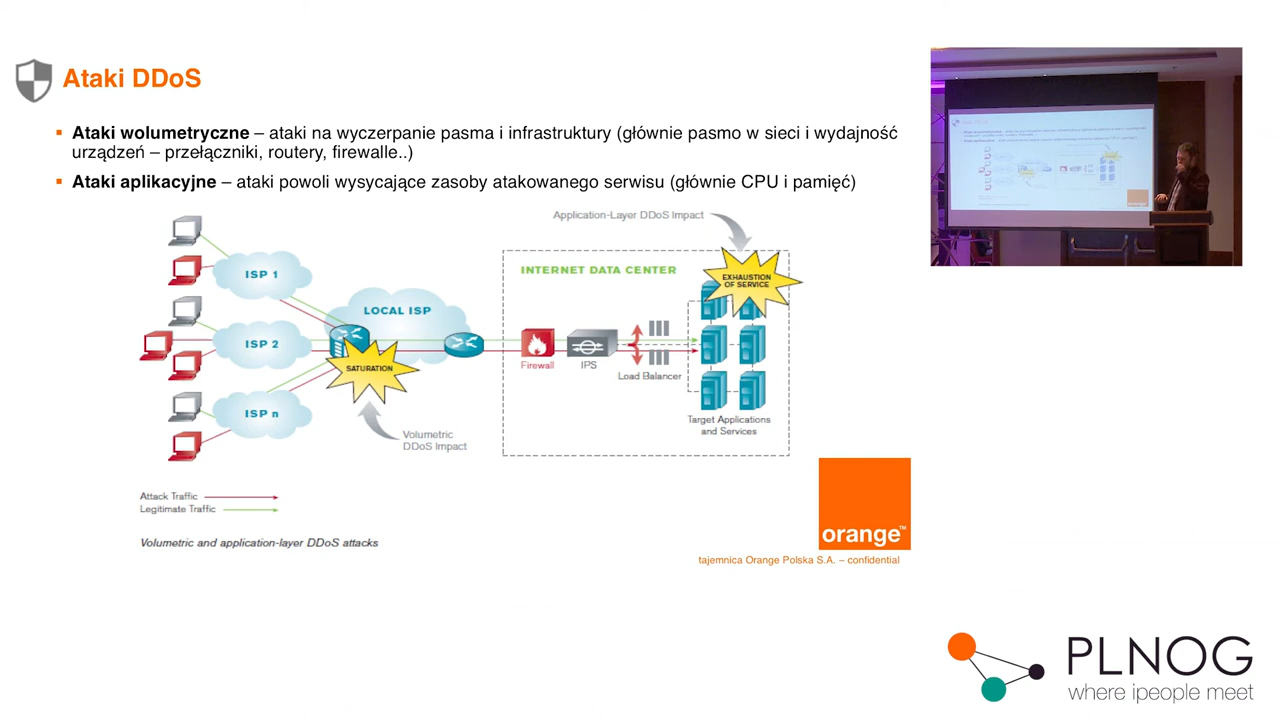 Ataki DDoS
▪ Ataki wolumetryczne – ataki na wyczerpanie pasma i infrastruktury (głównie pasmo w sieci i wydajność
urządzeń – przełączniki, routery, firewalle..)
▪ Ataki aplikacyjne – ataki powoli wysycające zasoby atakowanego serwisu (głównie CPU i pamięć)
Application-Layer DDoS Impact
INTERNET DATA CENTER
EXHAUSTION
OF SERVICE
ISP 1
LOCAL ISP
ISP 2
SATURATION
Firewall
IPS
Load Balancer
ISP n
Target Applications
and Services
Volumetric
DDoS Impact
Attack Traffic
Legitimate Traffic
Volumetric and application-layer DDoS attacks
orange™
tajemnica Orange Polska S.A. – confidential
PLNOG
where ipeople meet